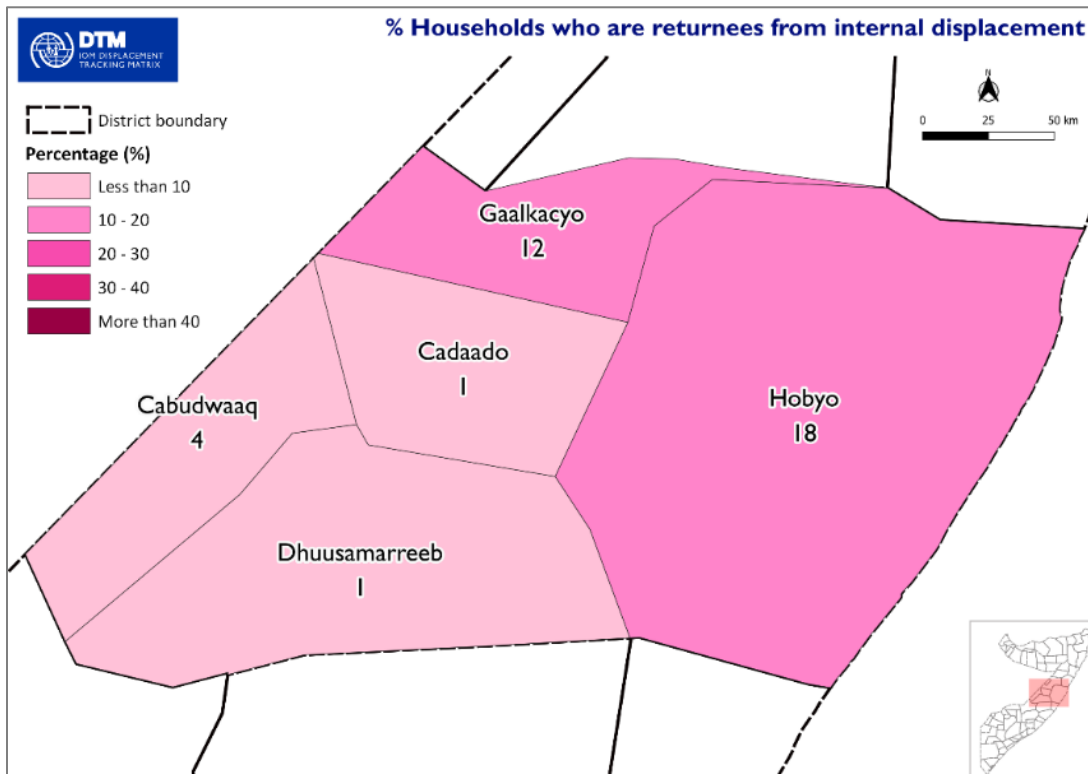 % Households who are returnees from internal displacement
DTM
IOM DISPLACEMENT
TRACKING MATRIX
N
0 25 50 km
District boundary
Percentage (%)
Less than 10
10 - 20
20 - 30
30 - 40
More than 40
Gaalkacyo
12
Cadaado
1
Cabudwaaq
4
Hobyo
18
Dhuusamarreeb
1